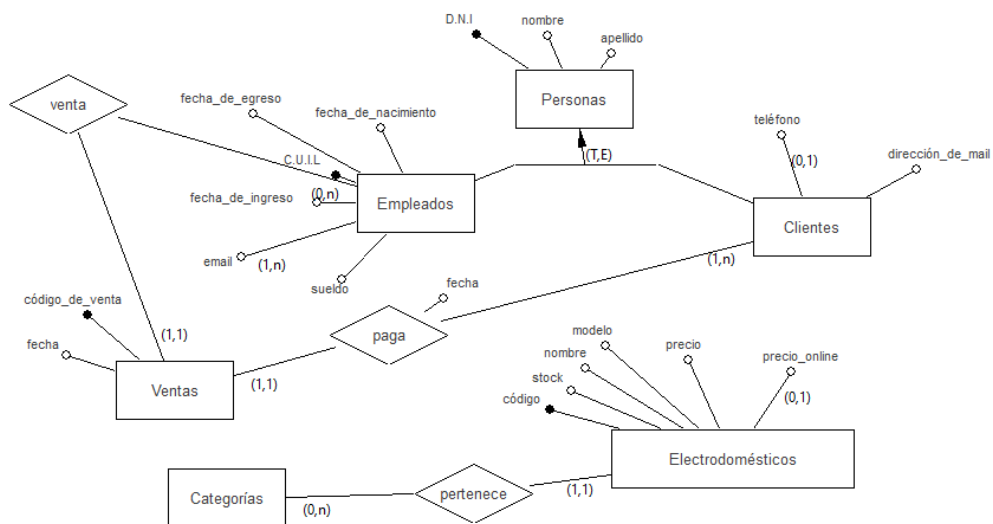 D.N.I
nombre
apellido
Personas
venta
fecha_de_egreso
fecha_de_nacimiento
teléfono
(T,E)
(0,1)
dirección_de_mail
C.U.I.L
fecha_de_ingreso
(0,n)
Empleados
Clientes
email
(1,n)
(1,n)
sueldo
fecha
código_de_venta
paga
modelo
fecha
(1,1)
nombre
precio
precio_online
Ventas
(1,1)
stock
código
(0,1)
Electrodomésticos
Categorías
(0,n)
pertenece
(1,1)